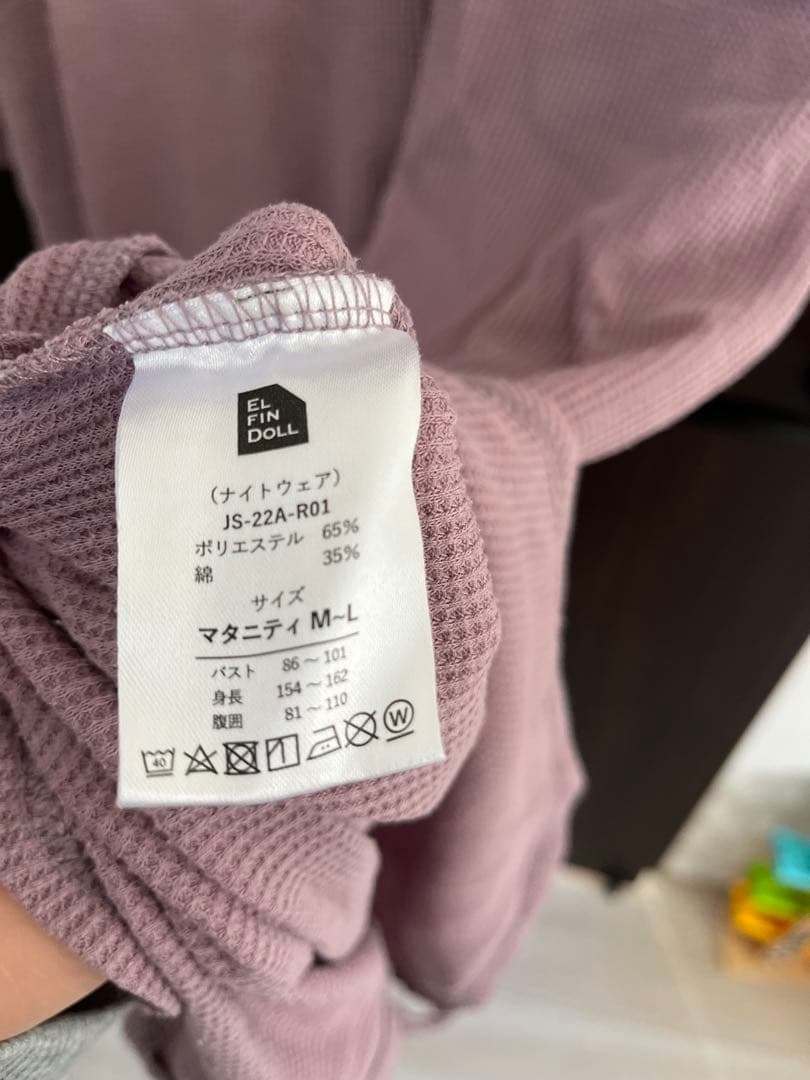 EL
FIN
DOLL
（ナイトウェア）
JS-22A-R01
ポリエステル 65%
綿 35%
サイズ
マタニティ M~L
バスト 86～101
身長 154～162
腹囲 81～110
40 W